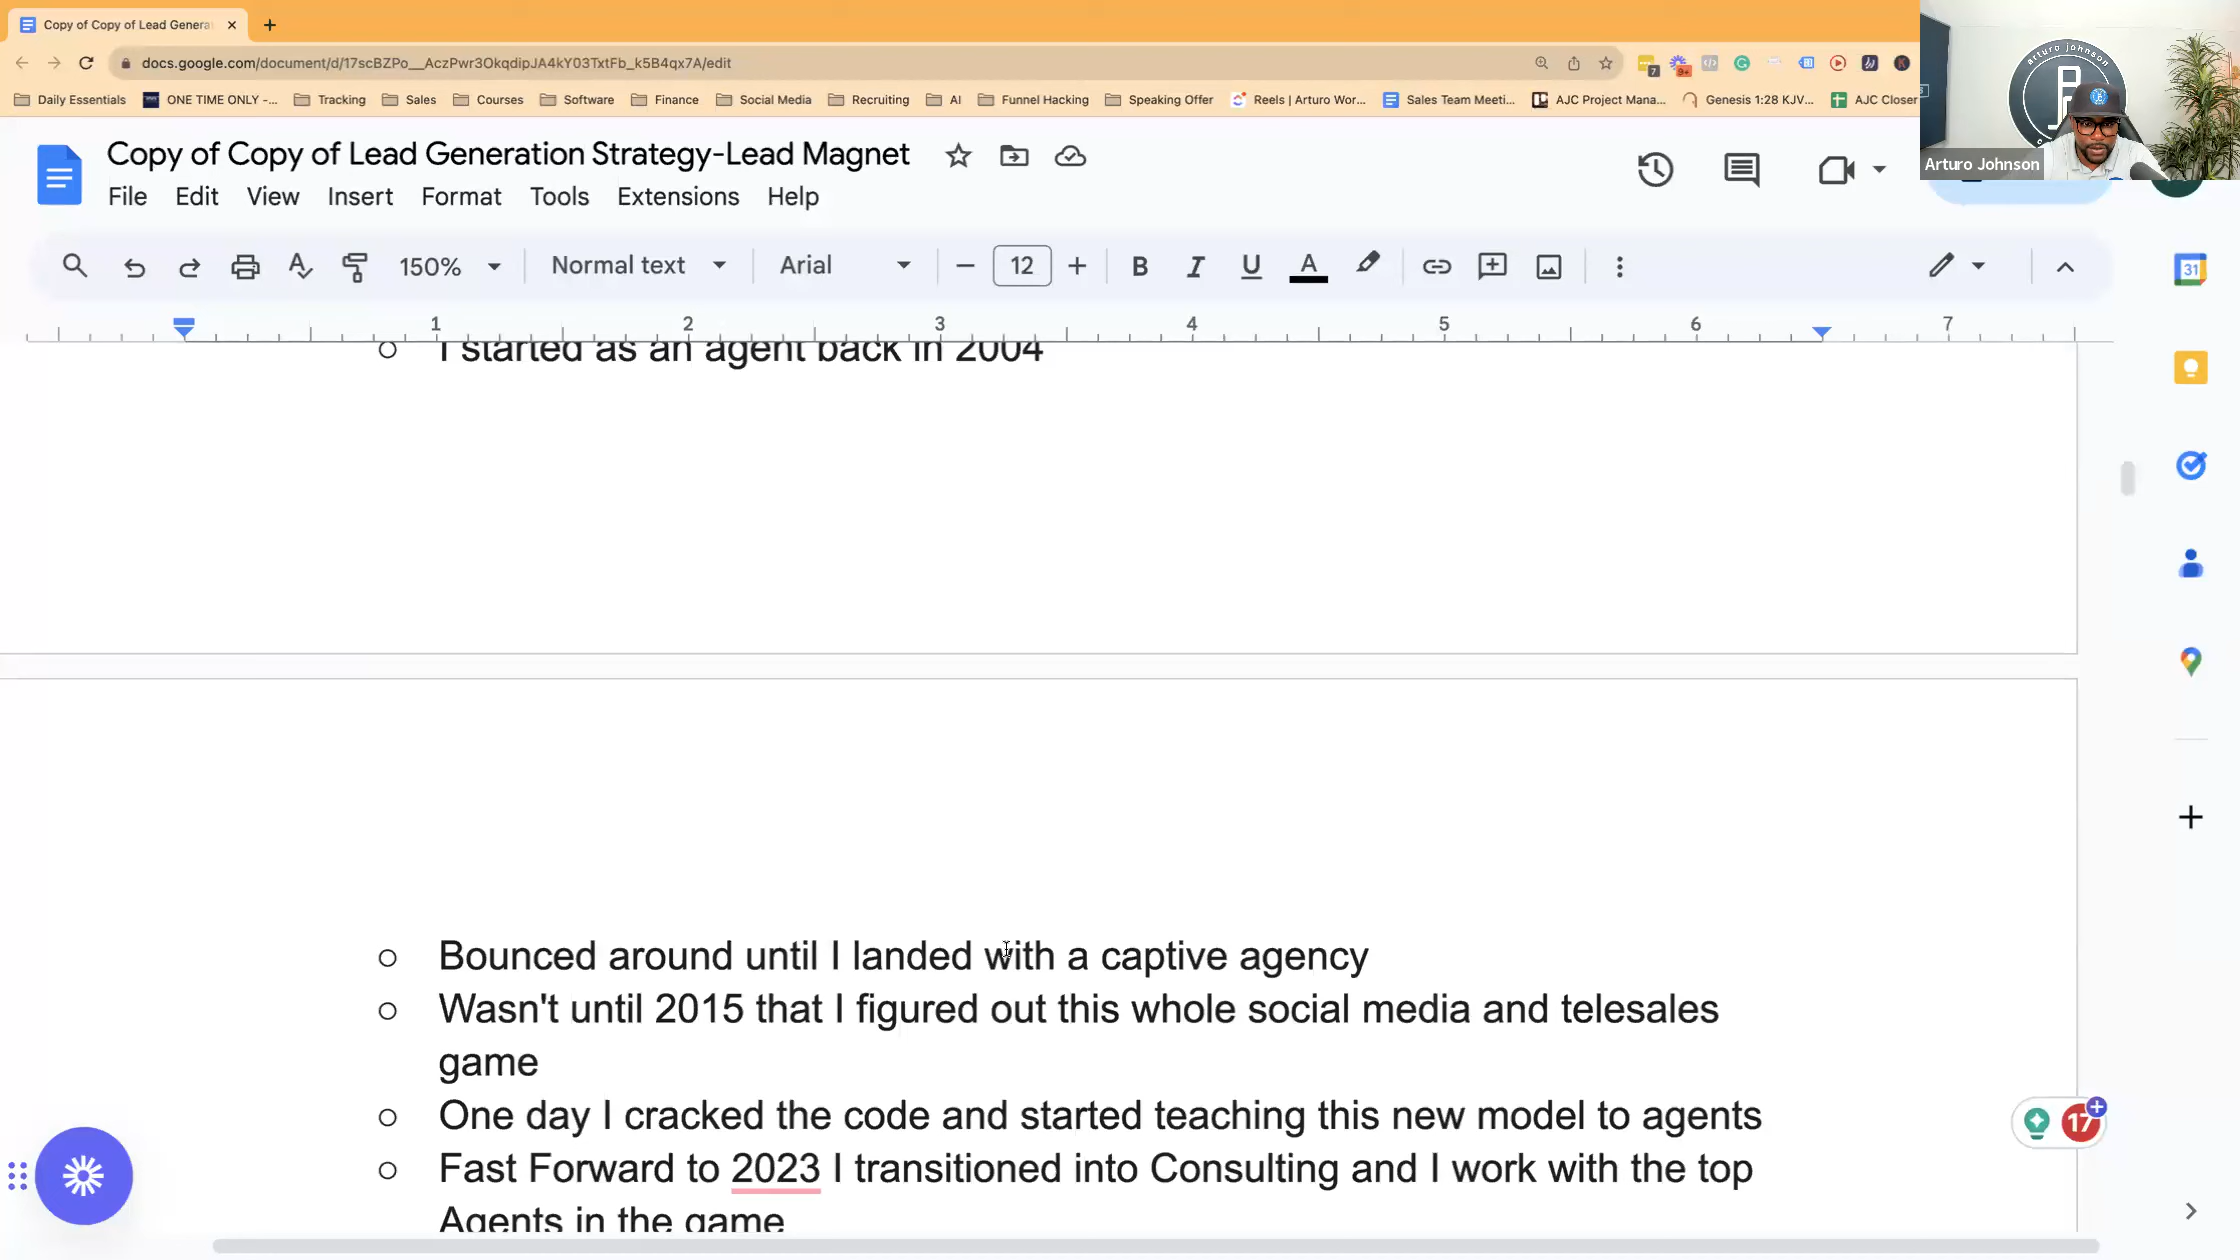 Copy of Copy of Lead Genera
docs.google.com/document/d/17scBZPo__AczPwr3OkqdipJA4kY03TxtFb_k5B4qx7A/edit
7
9+
Daily Essentials
ONE TIME ONLY -...
Tracking
Sales
Courses
Software
Finance
Social Media
Recruiting
AI
Funnel Hacking
Speaking Offer
Reels | Arturo Wor...
Sales Team Meeti...
AJC Project Mana...
Genesis 1:28 KJV...
AJC Closer
arturo johnson
Arturo Johnson
Copy of Copy of Lead Generation Strategy-Lead Magnet
File Edit View Insert Format Tools Extensions Help
150% Normal text Arial 12 B I U A
31
1 2 3 4 5 6 7
I started as an agent back in 2004
Bounced around until I landed with a captive agency
Wasn't until 2015 that I figured out this whole social media and telesales
game
One day I cracked the code and started teaching this new model to agents
17
Fast Forward to 2023 I transitioned into Consulting and I work with the top
Agents in the game